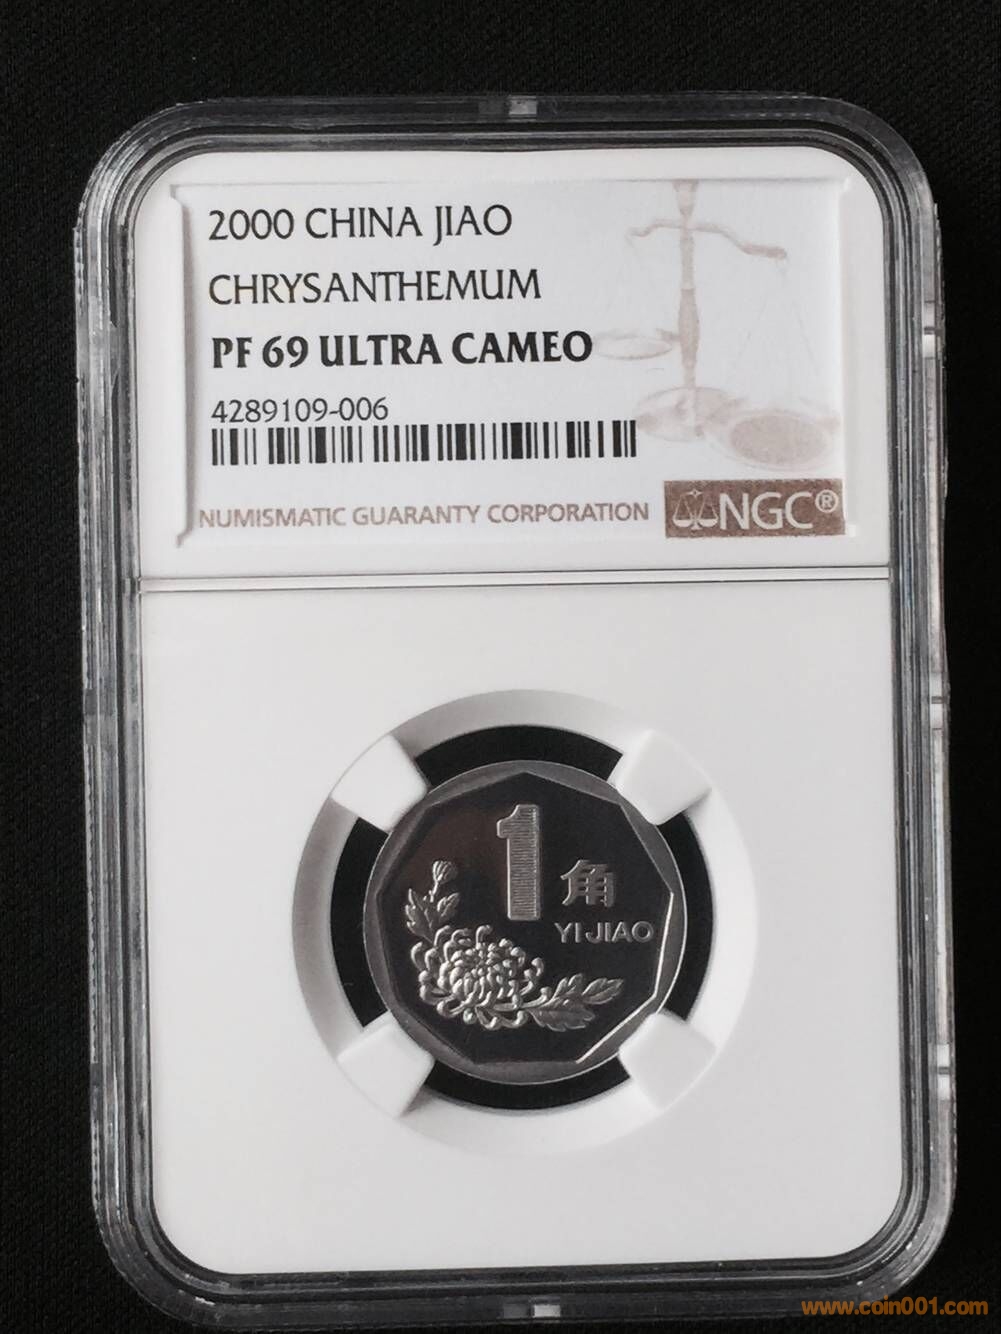 2000 CHINA JIAO
CHRYSANTHEMUM
PF 69 ULTRA CAMEO
4289109-006
NUMISMATIC GUARANTY CORPORATION
NGC®
1
角
YI JIAO
www.coin001.com